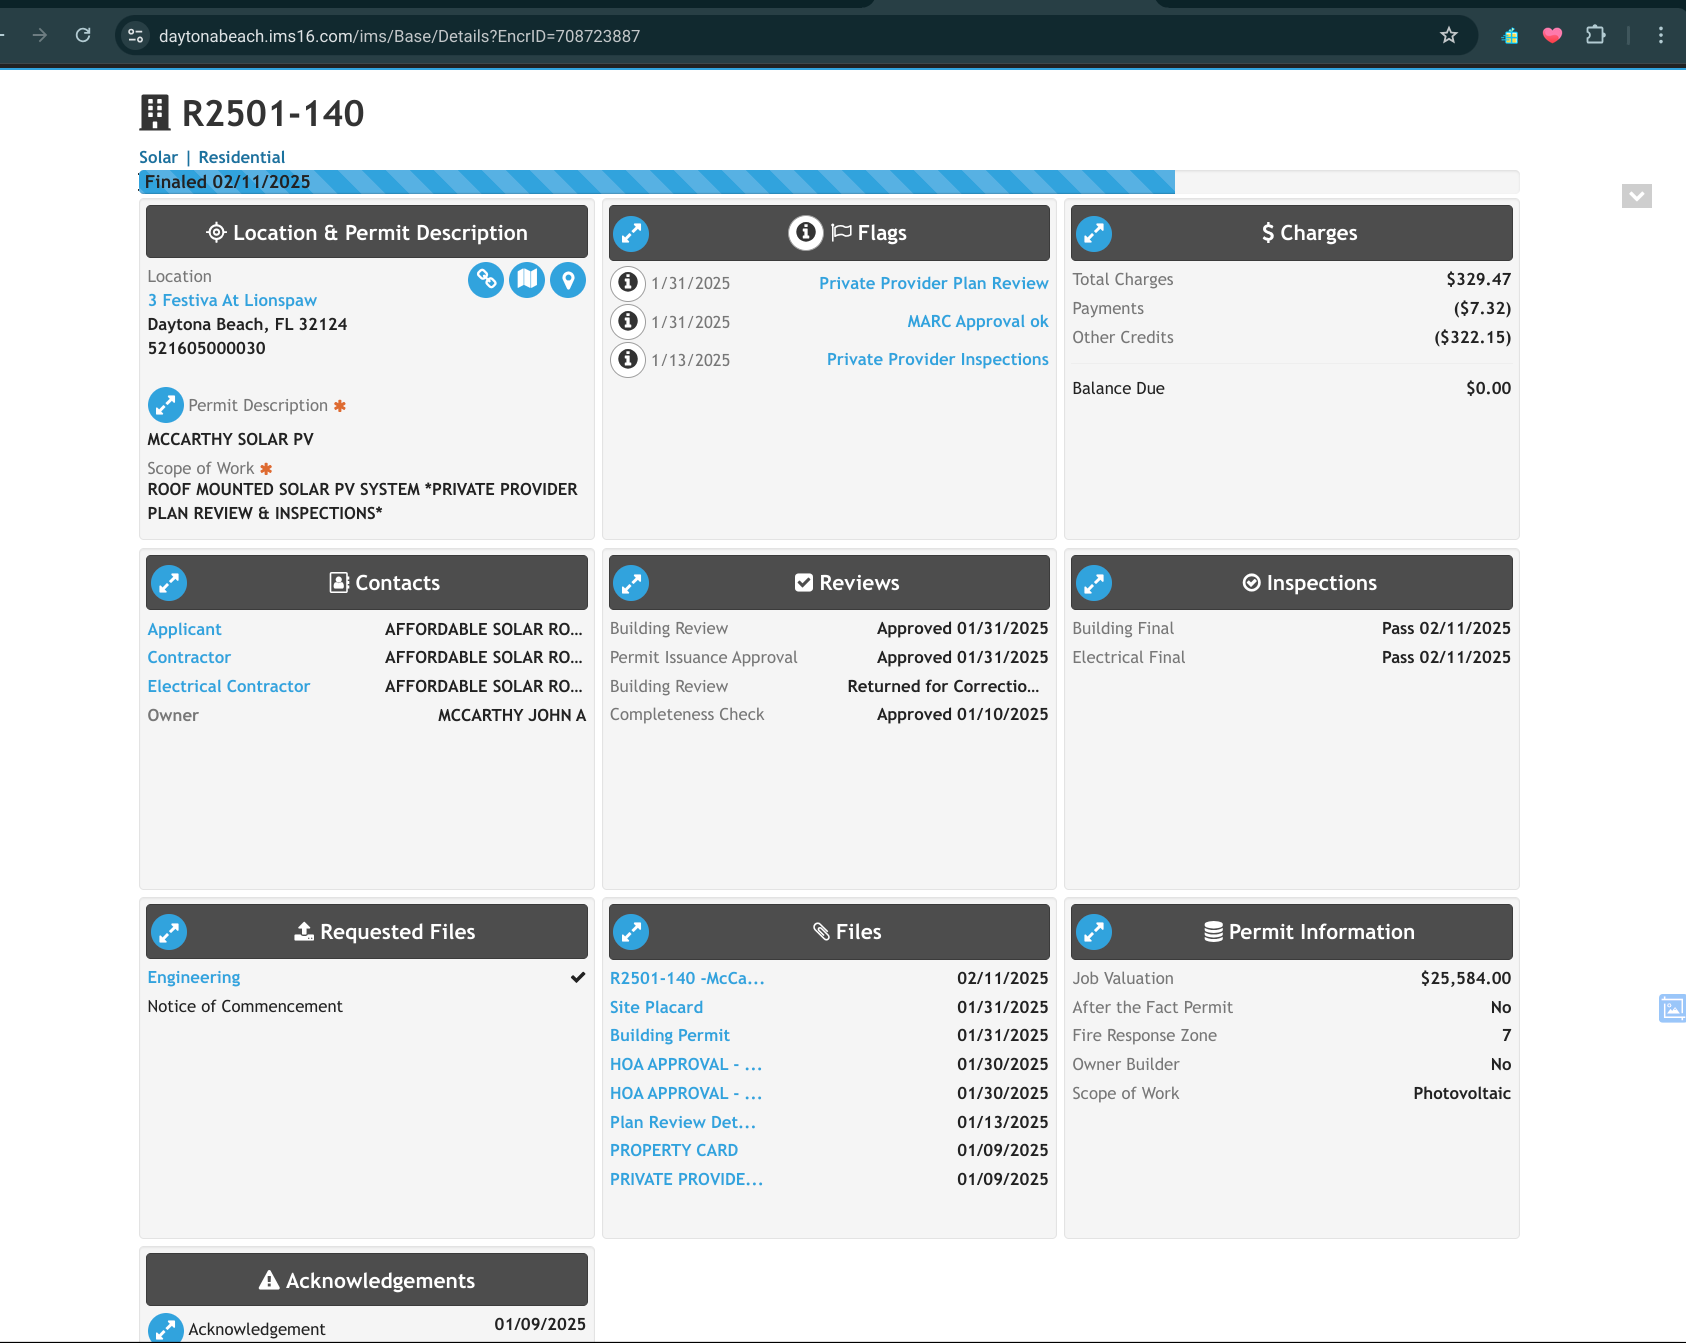 daytonabeach.ims16.com/ims/Base/Details?EncrID=708723887
R2501-140
Solar | Residential
Finaled 02/11/2025
Location & Permit Description
Location
3 Festiva At Lionspaw
Daytona Beach, FL 32124
521605000030
Permit Description *
MCCARTHY SOLAR PV
Scope of Work *
ROOF MOUNTED SOLAR PV SYSTEM *PRIVATE PROVIDER
PLAN REVIEW & INSPECTIONS*
Flags
1/31/2025 Private Provider Plan Review
1/31/2025 MARC Approval ok
1/13/2025 Private Provider Inspections
$ Charges
Total Charges $329.47
Payments ($7.32)
Other Credits ($322.15)
Balance Due $0.00
Contacts
Applicant AFFORDABLE SOLAR RO...
Contractor AFFORDABLE SOLAR RO...
Electrical Contractor AFFORDABLE SOLAR RO...
Owner MCCARTHY JOHN A
Reviews
Building Review Approved 01/31/2025
Permit Issuance Approval Approved 01/31/2025
Building Review Returned for Correctio...
Completeness Check Approved 01/10/2025
Inspections
Building Final Pass 02/11/2025
Electrical Final Pass 02/11/2025
Requested Files
Engineering
Notice of Commencement
Files
R2501-140 -McCa... 02/11/2025
Site Placard 01/31/2025
Building Permit 01/31/2025
HOA APPROVAL - ... 01/30/2025
HOA APPROVAL - ... 01/30/2025
Plan Review Det... 01/13/2025
PROPERTY CARD 01/09/2025
PRIVATE PROVIDE... 01/09/2025
Permit Information
Job Valuation $25,584.00
After the Fact Permit No
Fire Response Zone 7
Owner Builder No
Scope of Work Photovoltaic
Acknowledgements
Acknowledgement 01/09/2025